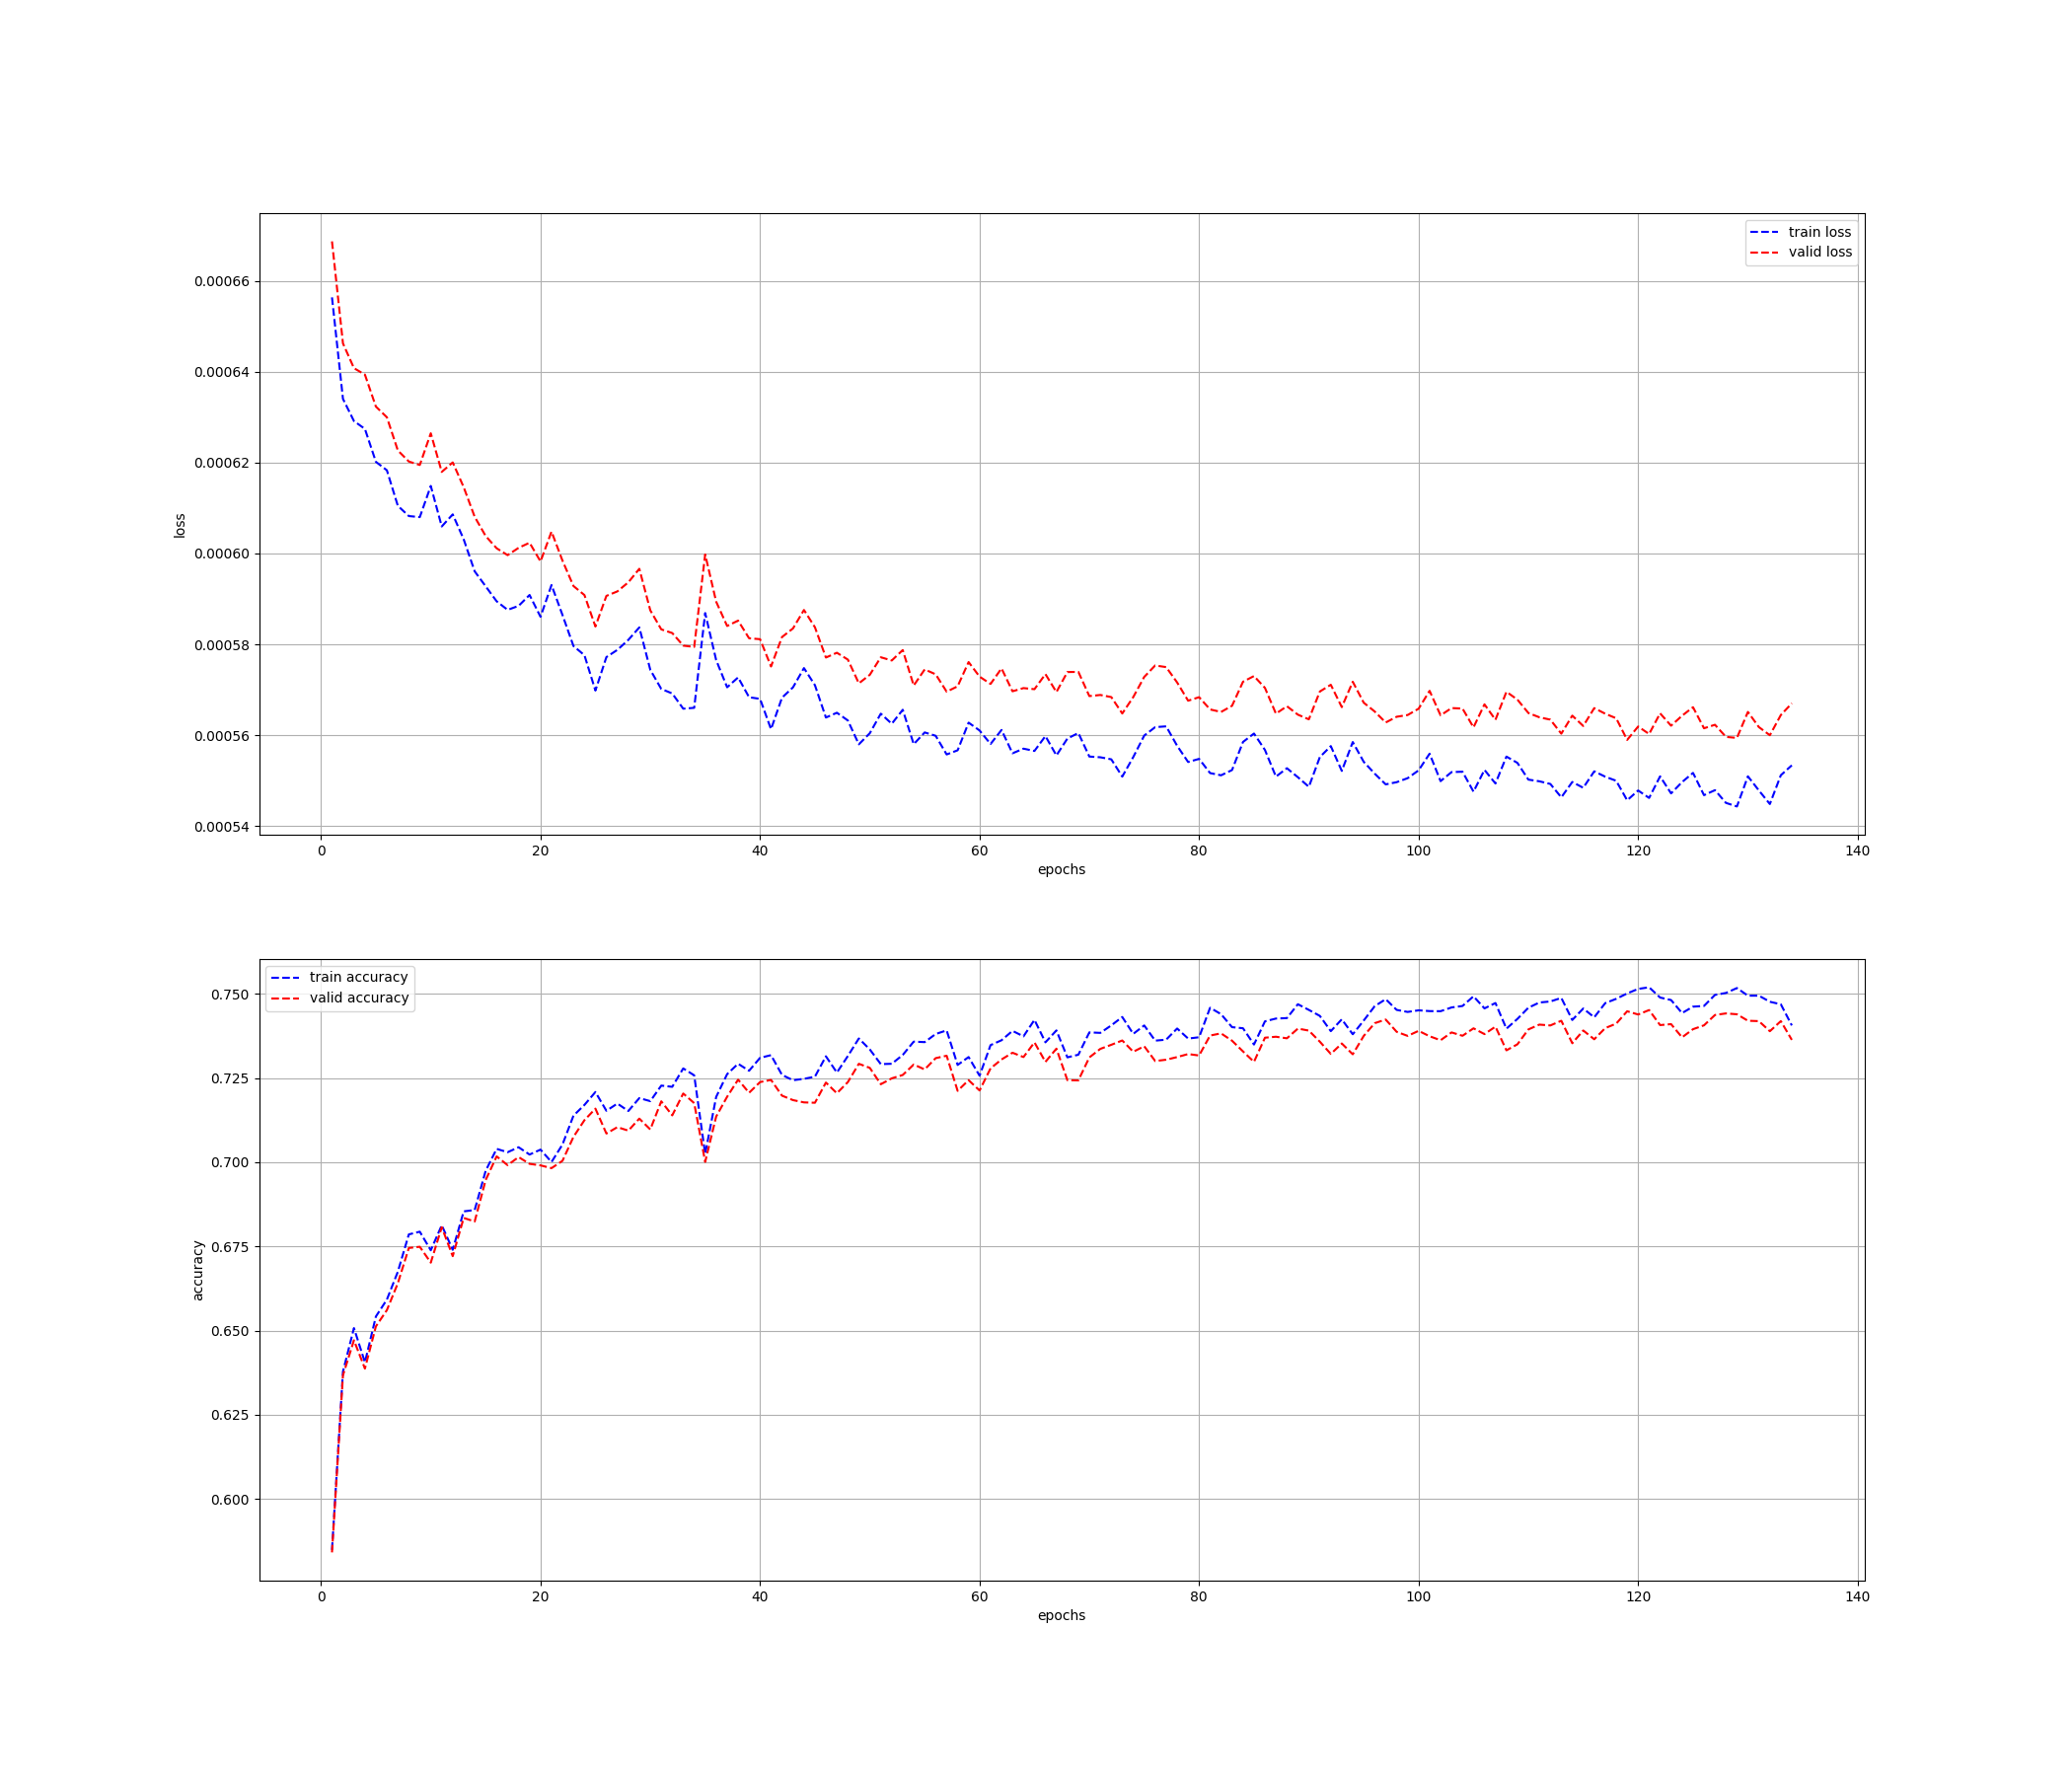 train loss
valid loss
0.00066
0.00064
0.00062
0.00060
0.00058
0.00056
0.00054
loss
0 20 40 60 80 100 120 140
epochs
train accuracy
valid accuracy
0.750
0.725
0.700
0.675
0.650
0.625
0.600
accuracy
0 20 40 60 80 100 120 140
epochs